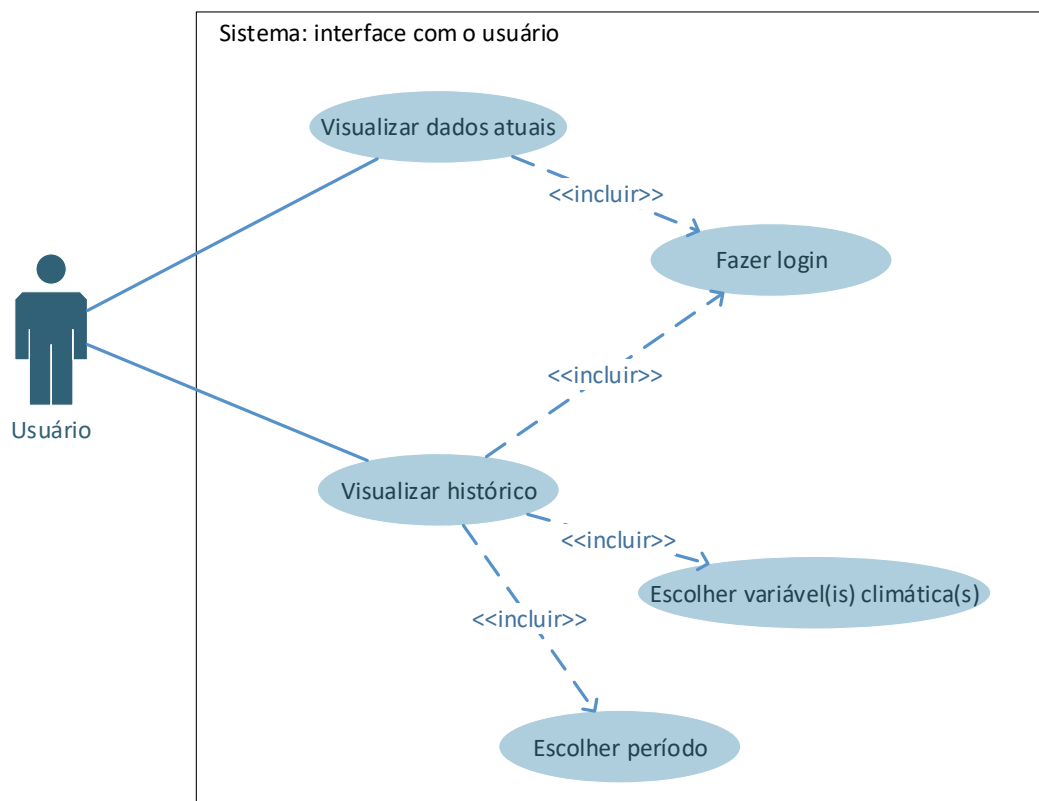 Sistema: interface com o usuário
Visualizar dados atuais
<<incluir>>
Fazer login
<<incluir>>
Usuário
Visualizar histórico
<<incluir>>
Escolher variável(is) climática(s)
<<incluir>>
Escolher período